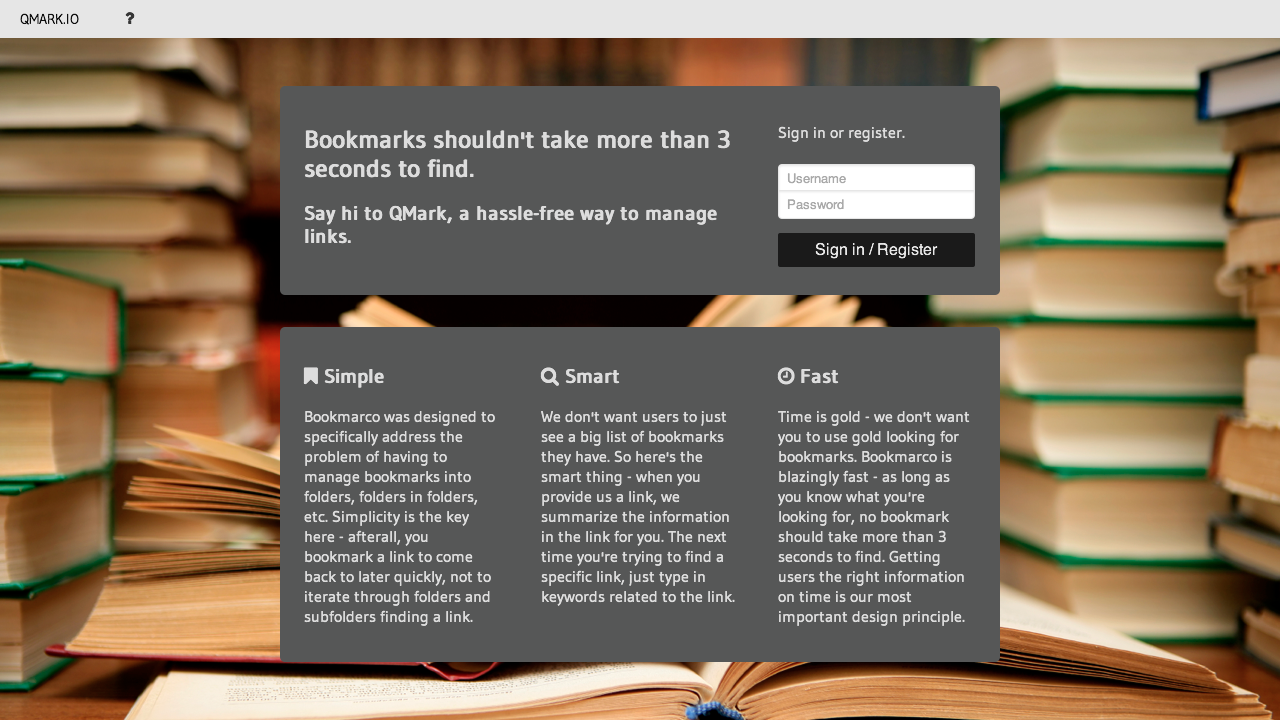 QMARK.IO ?
Bookmarks shouldn't take more than 3
seconds to find.
Say hi to QMark, a hassle-free way to manage
links.
Sign in or register.
Username
Password
Sign in / Register
Simple
Bookmarco was designed to
specifically address the
problem of having to
manage bookmarks into
folders, folders in folders,
etc. Simplicity is the key
here - afterall, you
bookmark a link to come
back to later quickly, not to
iterate through folders and
subfolders finding a link.
Smart
We don't want users to just
see a big list of bookmarks
they have. So here's the
smart thing - when you
provide us a link, we
summarize the information
in the link for you. The next
time you're trying to find a
specific link, just type in
keywords related to the link.
Fast
Time is gold - we don't want
you to use gold looking for
bookmarks. Bookmarco is
blazingly fast - as long as
you know what you're
looking for, no bookmark
should take more than 3
seconds to find. Getting
users the right information
on time is our most
important design principle.